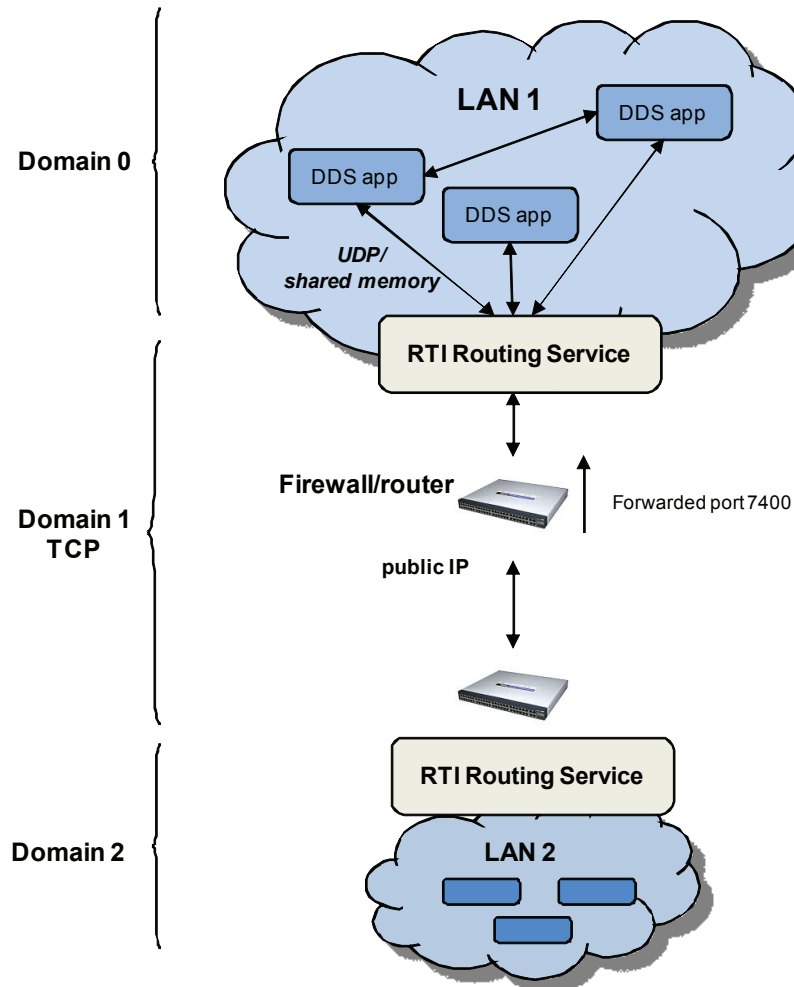 LAN 1
DDS app
Domain 0
DDS app
DDS app
UDP/
shared memory
RTI Routing Service
Firewall/router
Forwarded port 7400
Domain 1
TCP
public IP
RTI Routing Service
Domain 2
LAN 2